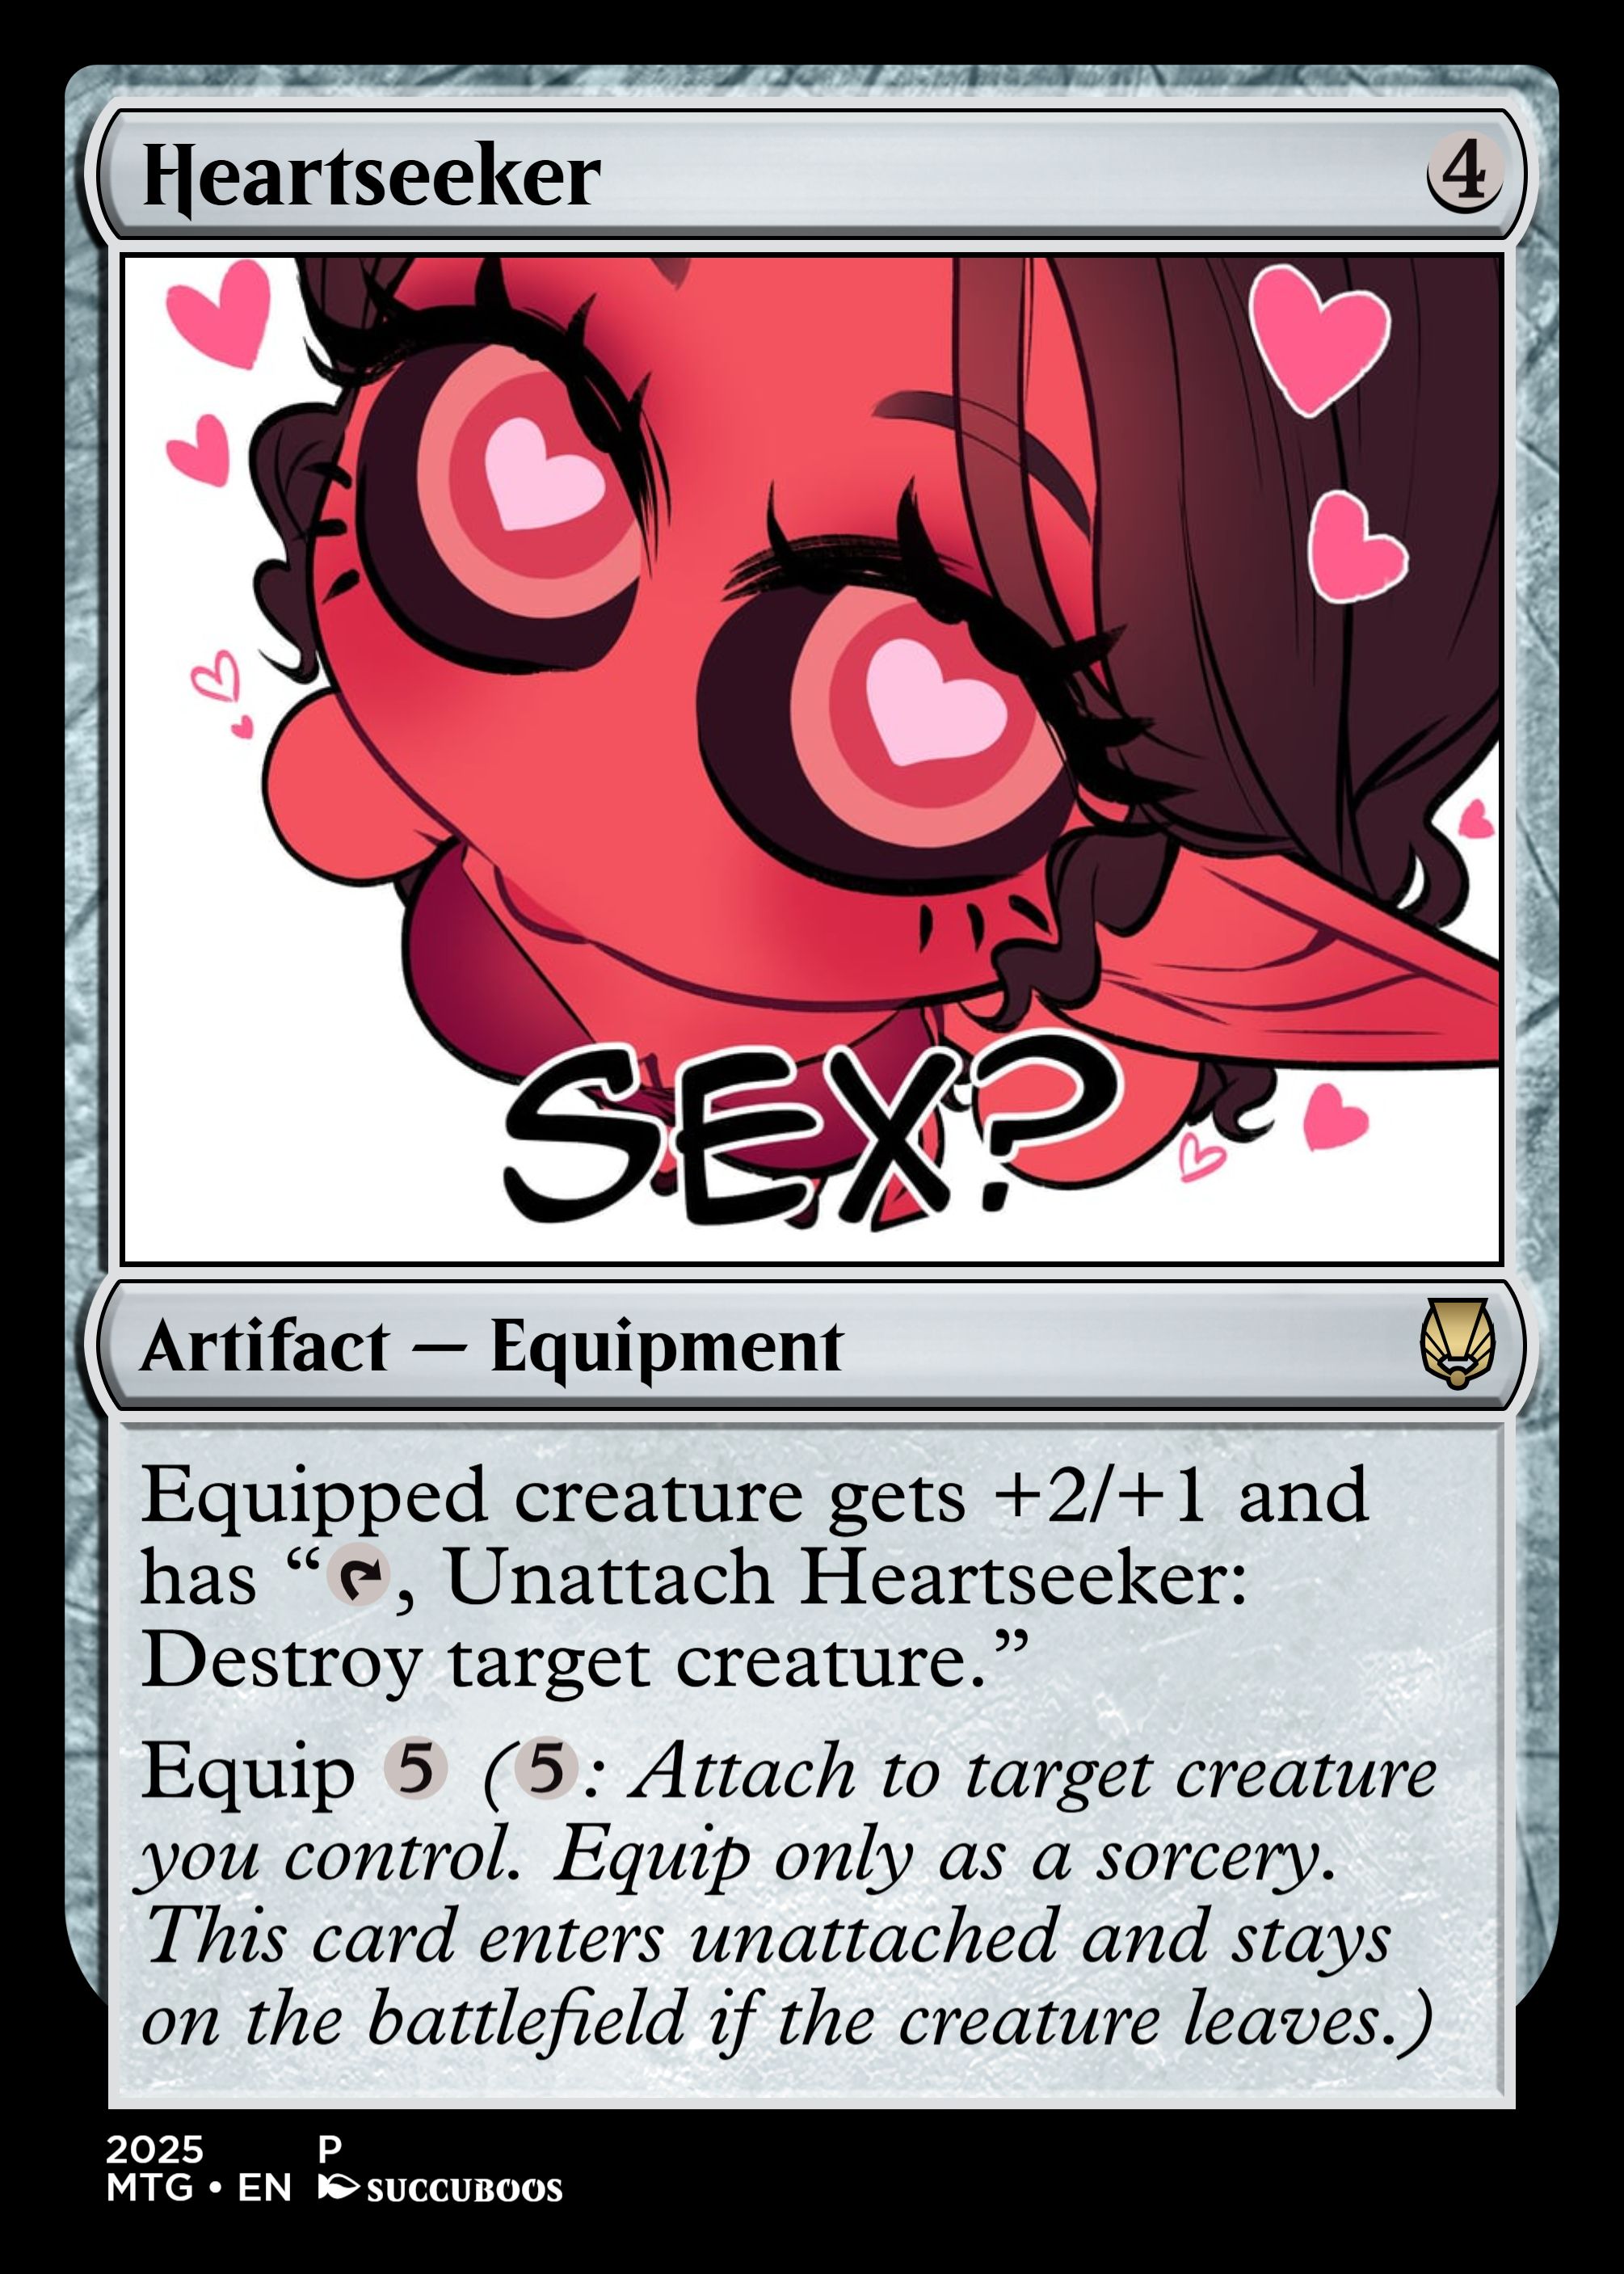 Heartseeker 4
SEX?
Artifact — Equipment
Equipped creature gets +2/+1 and
has “, Unattach Heartseeker:
Destroy target creature.”
Equip 5 (5: Attach to target creature
you control. Equip only as a sorcery.
This card enters unattached and stays
on the battlefield if the creature leaves.)
2025 P
MTG • EN SUCCUBOOS